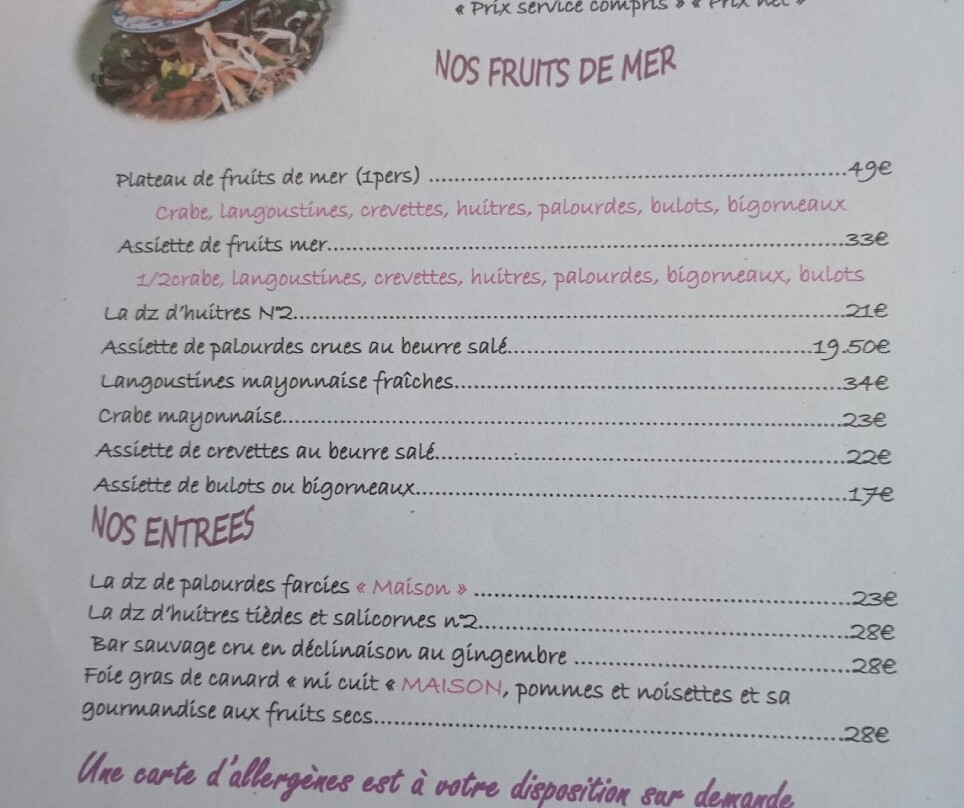 « Prix service compris » « Prix net »
NOS FRUITS DE MER
Plateau de fruits de mer (1pers) ....................................................49€
Crabe, langoustines, crevettes, huîtres, palourdes, bulots, bigorneaux
Assiette de fruits mer.................................................................33€
1/2crabe, langoustines, crevettes, huîtres, palourdes, bigorneaux, bulots
La dz d'huîtres N°2.....................................................................21€
Assiette de palourdes crues au beurre salé......................................19.50€
Langoustines mayonnaise fraîches................................................34€
Crabe mayonnaise.......................................................................23€
Assiette de crevettes au beurre salé..................................................22€
Assiette de bulots ou bigorneaux......................................................17€
NOS ENTREES
La dz de palourdes farcies « Maison » ...............................................23€
La dz d'huîtres tièdes et salicornes n°2..............................................28€
Bar sauvage cru en déclinaison au gingembre ...................................28€
Foie gras de canard « mi cuit « MAISON, pommes et noisettes et sa
gourmandise aux fruits secs...........................................................28€
Une carte d'allergènes est à votre disposition sur demande